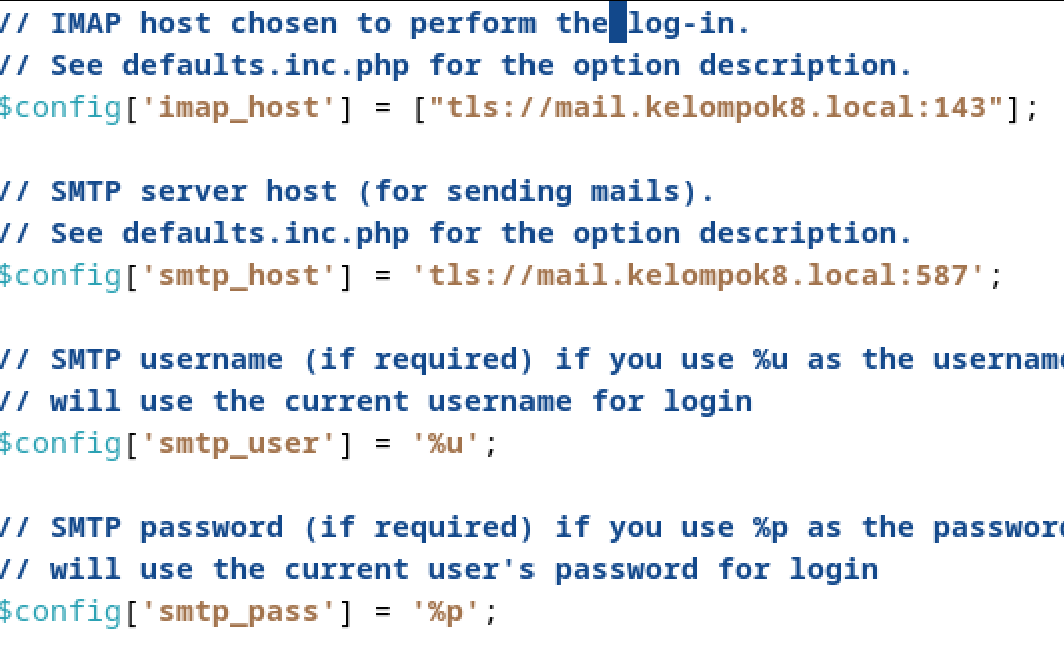 // IMAP host chosen to perform the log-in.
// See defaults.inc.php for the option description.
$config['imap_host'] = ["tls://mail.kelompok8.local:143"];
// SMTP server host (for sending mails).
// See defaults.inc.php for the option description.
$config['smtp_host'] = 'tls://mail.kelompok8.local:587';
// SMTP username (if required) if you use %u as the username
// will use the current username for login
$config['smtp_user'] = '%u';
// SMTP password (if required) if you use %p as the password
// will use the current user's password for login
$config['smtp_pass'] = '%p';